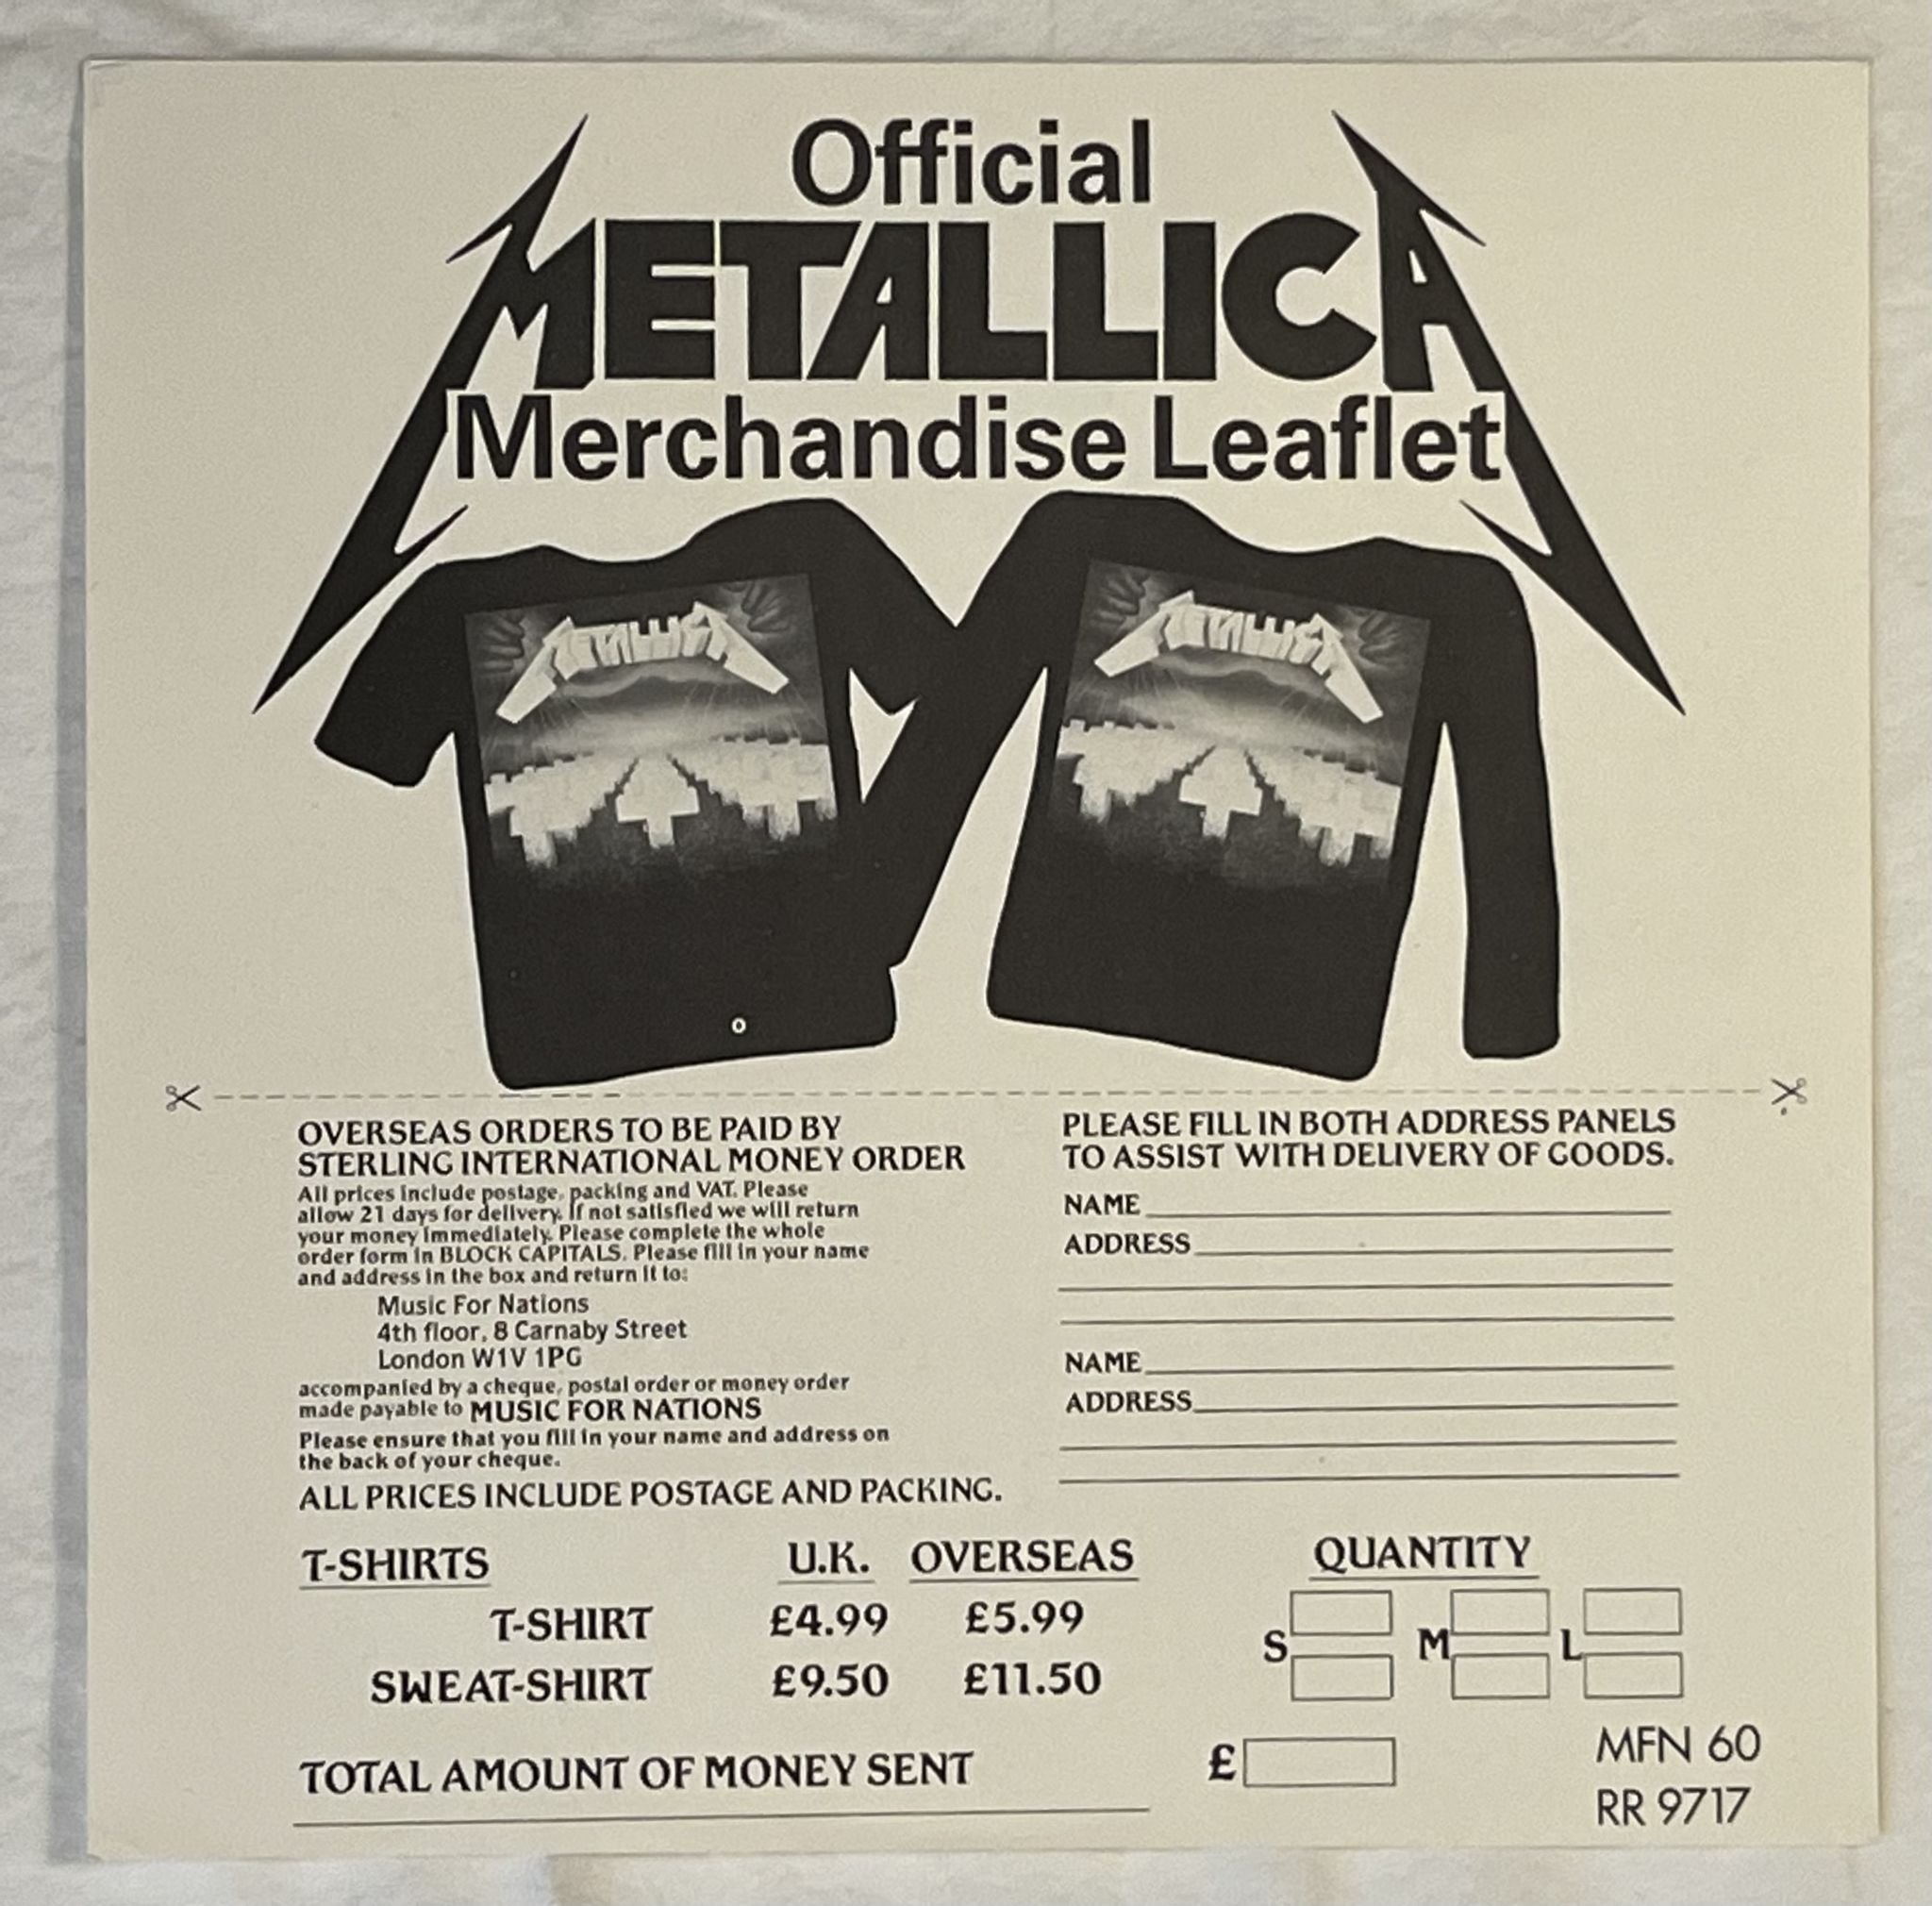 Official
METALLICA
Merchandise Leaflet
METALLICA
METALLICA
OVERSEAS ORDERS TO BE PAID BY
STERLING INTERNATIONAL MONEY ORDER
All prices include postage, packing and VAT. Please
allow 21 days for delivery. If not satisfied we will return
your money immediately. Please complete the whole
order form in BLOCK CAPITALS. Please fill in your name
and address in the box and return it to:
Music For Nations
4th floor, 8 Carnaby Street
London W1V 1PG
accompanied by a cheque, postal order or money order
made payable to MUSIC FOR NATIONS
Please ensure that you fill in your name and address on
the back of your cheque.
ALL PRICES INCLUDE POSTAGE AND PACKING.
PLEASE FILL IN BOTH ADDRESS PANELS
TO ASSIST WITH DELIVERY OF GOODS.
NAME
ADDRESS
NAME
ADDRESS
T-SHIRTS U.K. OVERSEAS QUANTITY
T-SHIRT £4.99 £5.99
S M L
SWEAT-SHIRT £9.50 £11.50
TOTAL AMOUNT OF MONEY SENT £
MFN 60
RR 9717